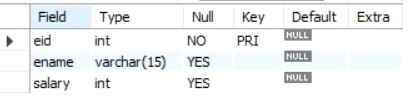 Field Type Null Key Default Extra
eid int NO PRI NULL
ename varchar(15) YES NULL
salary int YES NULL